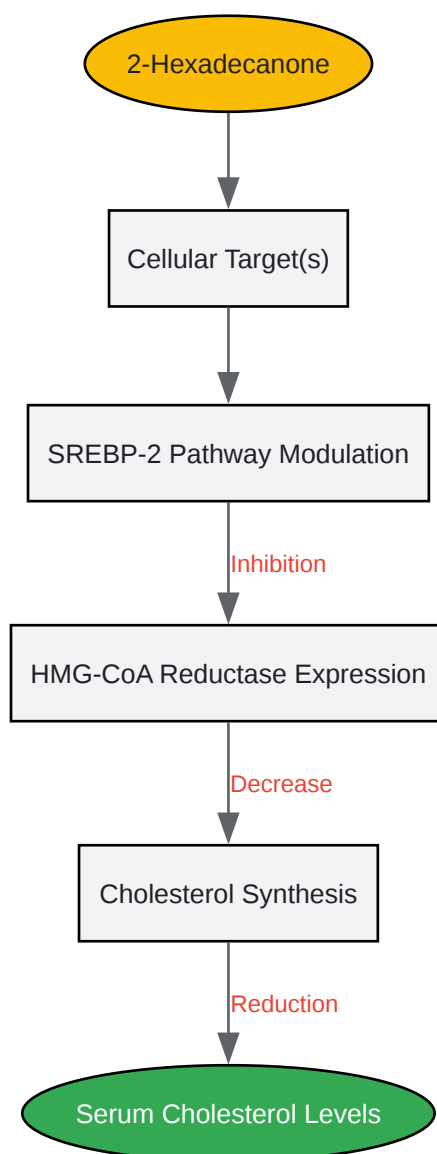 2-Hexadecanone
Cellular Target(s)
SREBP-2 Pathway Modulation
Inhibition
HMG-CoA Reductase Expression
Decrease
Cholesterol Synthesis
Reduction
Serum Cholesterol Levels